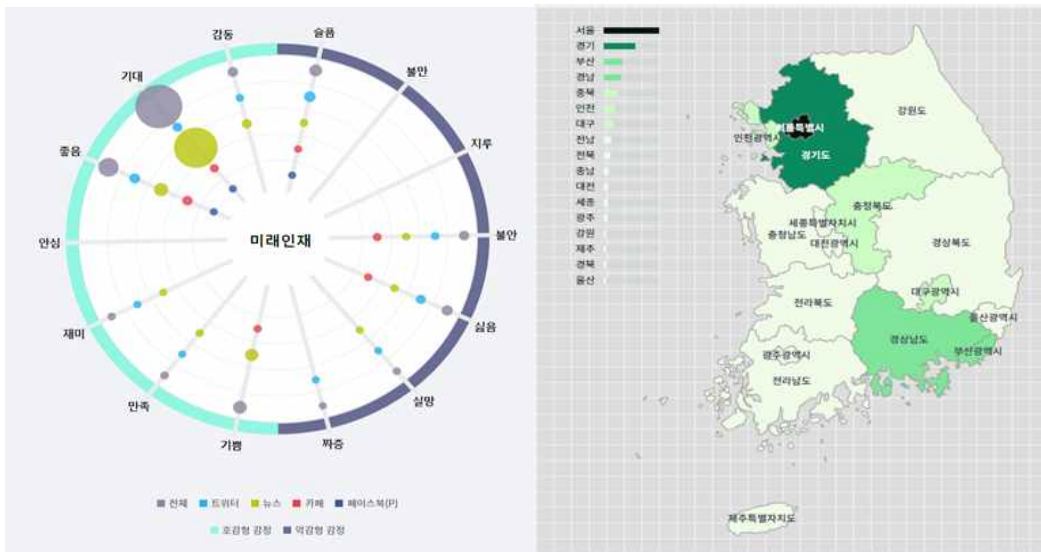 감동
슬픔
기대
불만
좋음
지루
안심
미래인재
불안
재미
싫음
만족
실망
기쁨
짜증
전체 트위터 뉴스 카페 페이스북(P)
호감형 감정 악감형 감정
서울
경기
부산
경남
충북
인천
대구
전남
전북
충남
대전
세종
광주
강원
제주
경북
울산
강원도
서울특별시
인천광역시
경기도
충청북도
세종특별자치시
충청남도
대전광역시
경상북도
대구광역시
전라북도
울산광역시
경상남도
부산광역시
광주광역시
전라남도
제주특별자치도